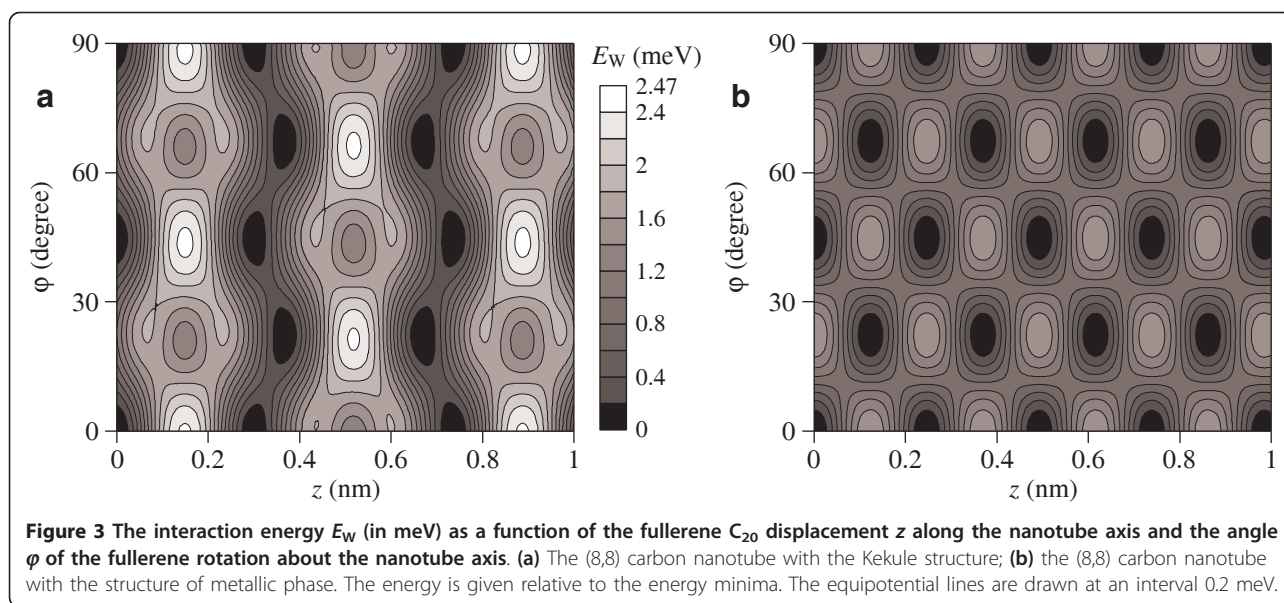 a
90
60
30
0
φ (degree)
0 0.2 0.4 0.6 0.8 1
z (nm)
E_W (meV)
2.47
2.4
2
1.6
1.2
0.8
0.4
0
b
90
60
30
0
φ (degree)
0 0.2 0.4 0.6 0.8 1
z (nm)
Figure 3 The interaction energy E_W (in meV) as a function of the fullerene C₂₀ displacement z along the nanotube axis and the angle
φ of the fullerene rotation about the nanotube axis. (a) The (8,8) carbon nanotube with the Kekule structure; (b) the (8,8) carbon nanotube
with the structure of metallic phase. The energy is given relative to the energy minima. The equipotential lines are drawn at an interval 0.2 meV.